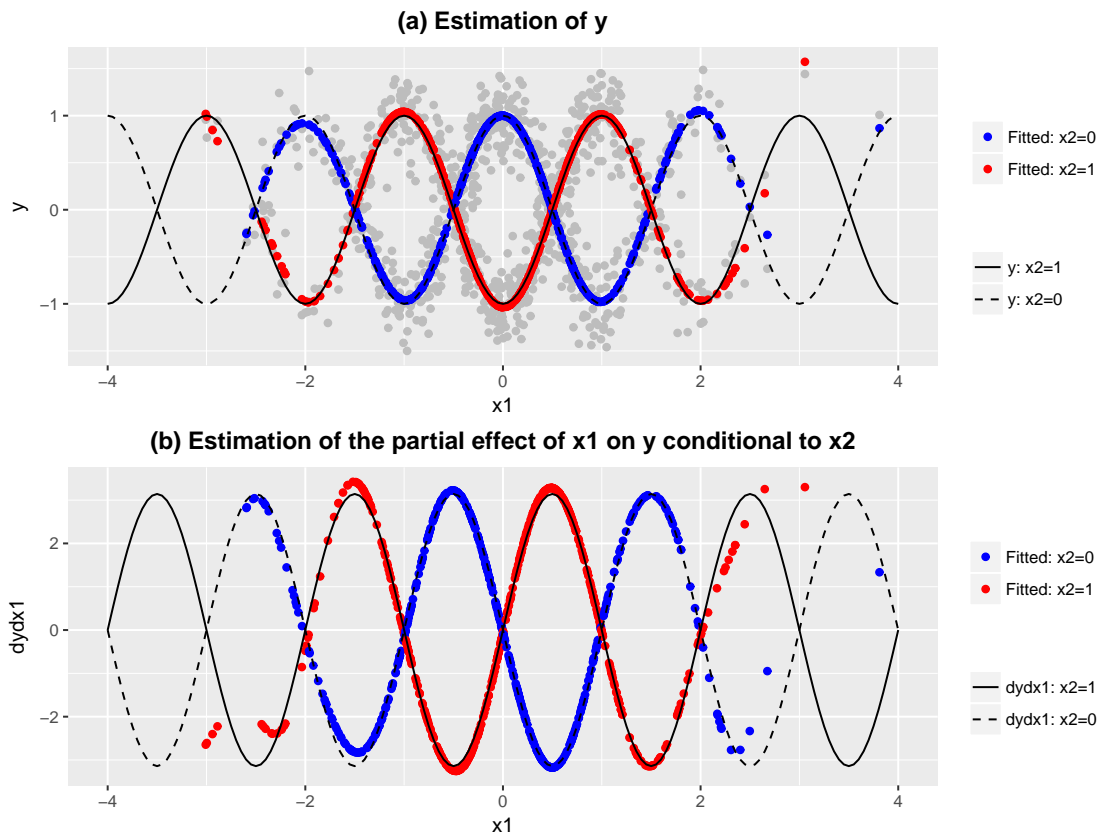 (a) Estimation of y
1
0
−1
y
−4
−2
0
2
4
x1
Fitted: x2=0
Fitted: x2=1
y: x2=1
y: x2=0
(b) Estimation of the partial effect of x1 on y conditional to x2
2
0
−2
dydx1
−4
−2
0
2
4
x1
Fitted: x2=0
Fitted: x2=1
dydx1: x2=1
dydx1: x2=0